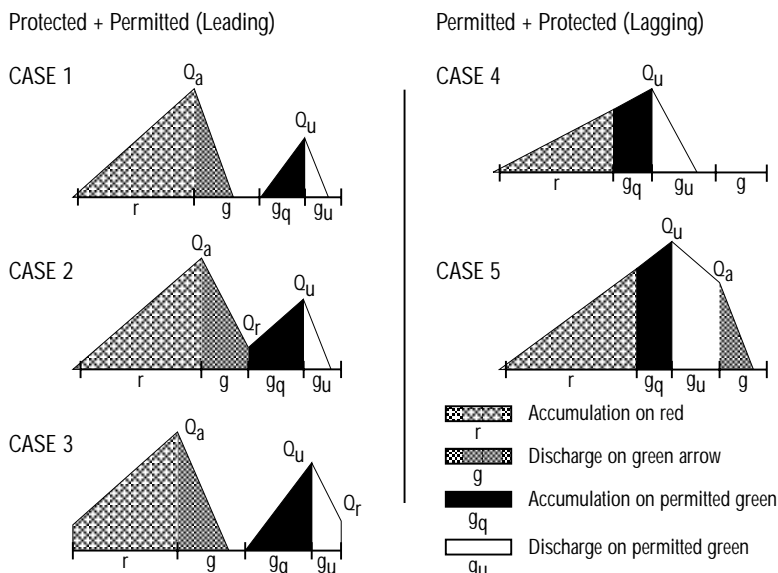 Protected + Permitted (Leading)
CASE 1
Qa
Qu
r g gq gu
CASE 2
Qa
Qr
Qu
r g gq gu
CASE 3
Qa
Qu
Qr
r g gq gu
Permitted + Protected (Lagging)
CASE 4
Qu
r gq gu g
CASE 5
Qu
Qa
r gq gu g
Accumulation on red
r
Discharge on green arrow
g
Accumulation on permitted green
gq
Discharge on permitted green
gu